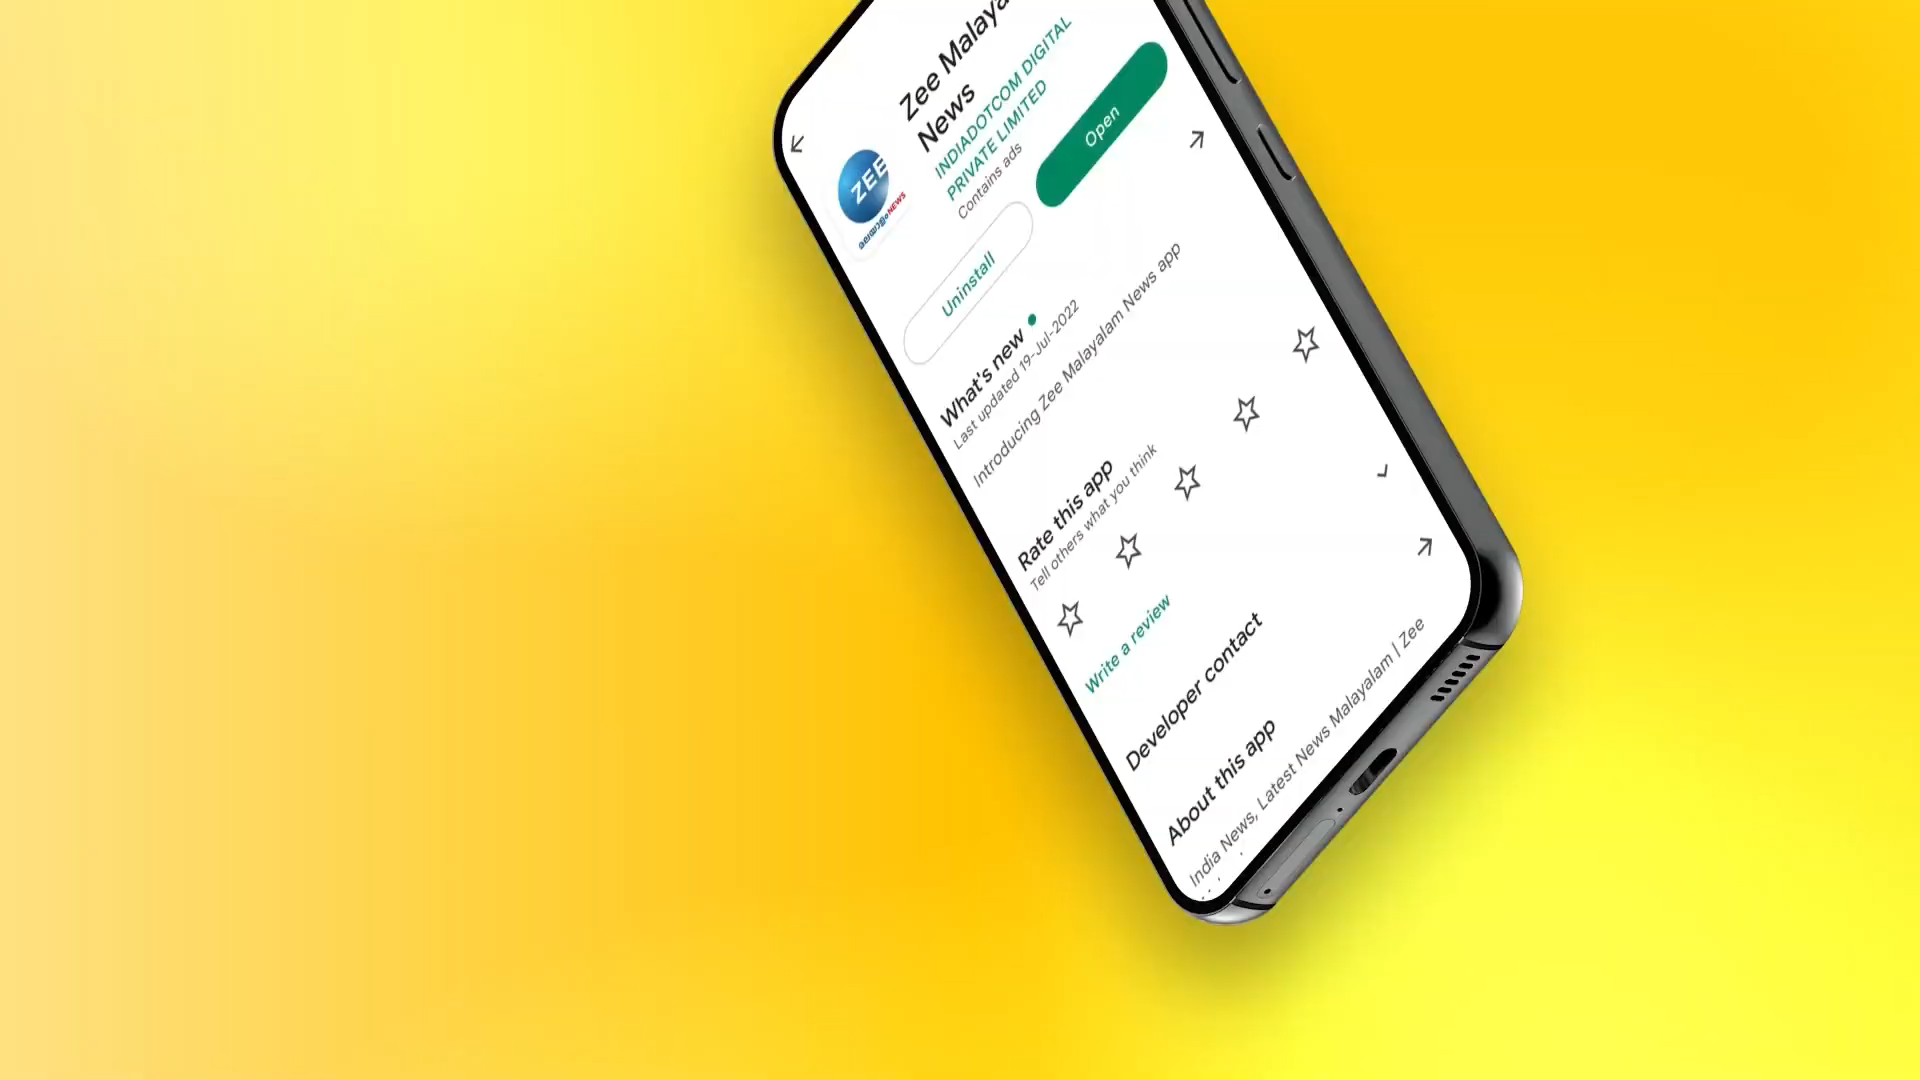 Zee Malaya
News
INDIADOTCOM DIGITAL
PRIVATE LIMITED
Contains ads
ZEE
മലയാളം NEWS
Uninstall
Open
What's new
Last updated 19-Jul-2022
Introducing Zee Malayalam News app
Rate this app
Tell others what you think
Write a review
Developer contact
About this app
India News, Latest News Malayalam | Zee